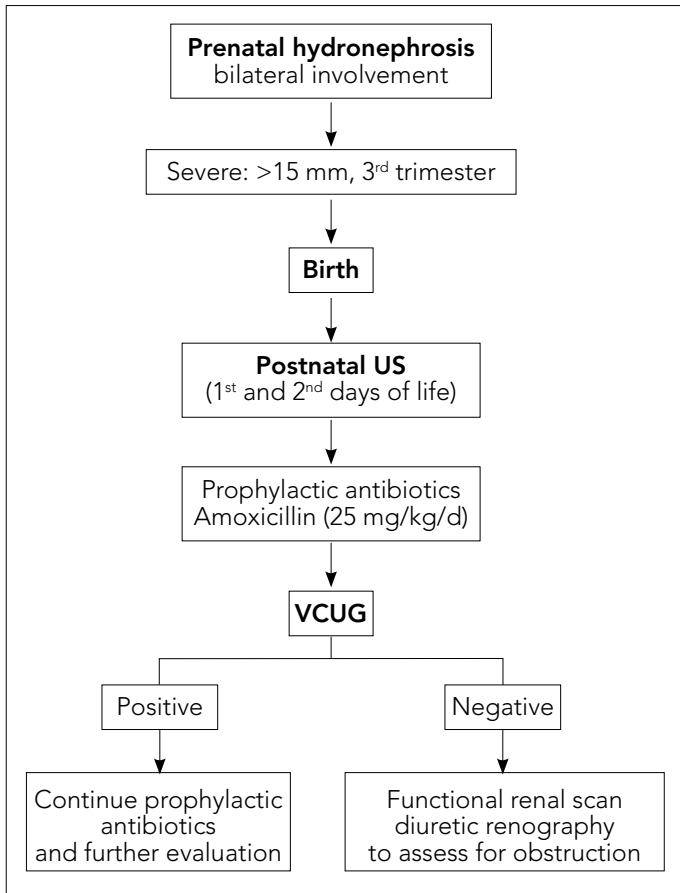 Prenatal hydronephrosis
bilateral involvement
Severe: >15 mm, 3rd trimester
Birth
Postnatal US
(1st and 2nd days of life)
Prophylactic antibiotics
Amoxicillin (25 mg/kg/d)
VCUG
Positive
Negative
Continue prophylactic
antibiotics
and further evaluation
Functional renal scan
diuretic renography
to assess for obstruction